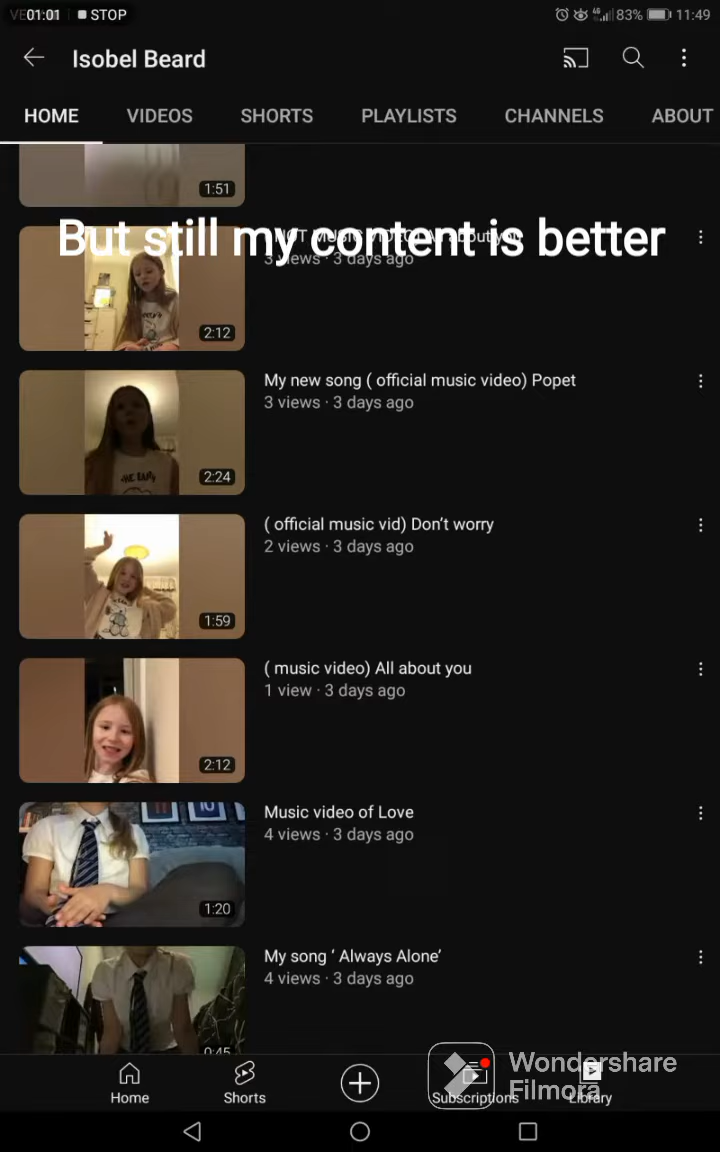 01:01 STOP 83% 11:49
Isobel Beard
HOME VIDEOS SHORTS PLAYLISTS CHANNELS ABOUT
1:51
But still my content is better
3 views · 3 days ago
2:12
My new song ( official music video) Popet
3 views · 3 days ago
2:24
( official music vid) Don’t worry
2 views · 3 days ago
1:59
( music video) All about you
1 view · 3 days ago
2:12
Music video of Love
4 views · 3 days ago
1:20
My song ‘ Always Alone’
4 views · 3 days ago
0:45
Wondershare
Filmora
Home Shorts Subscriptions Library